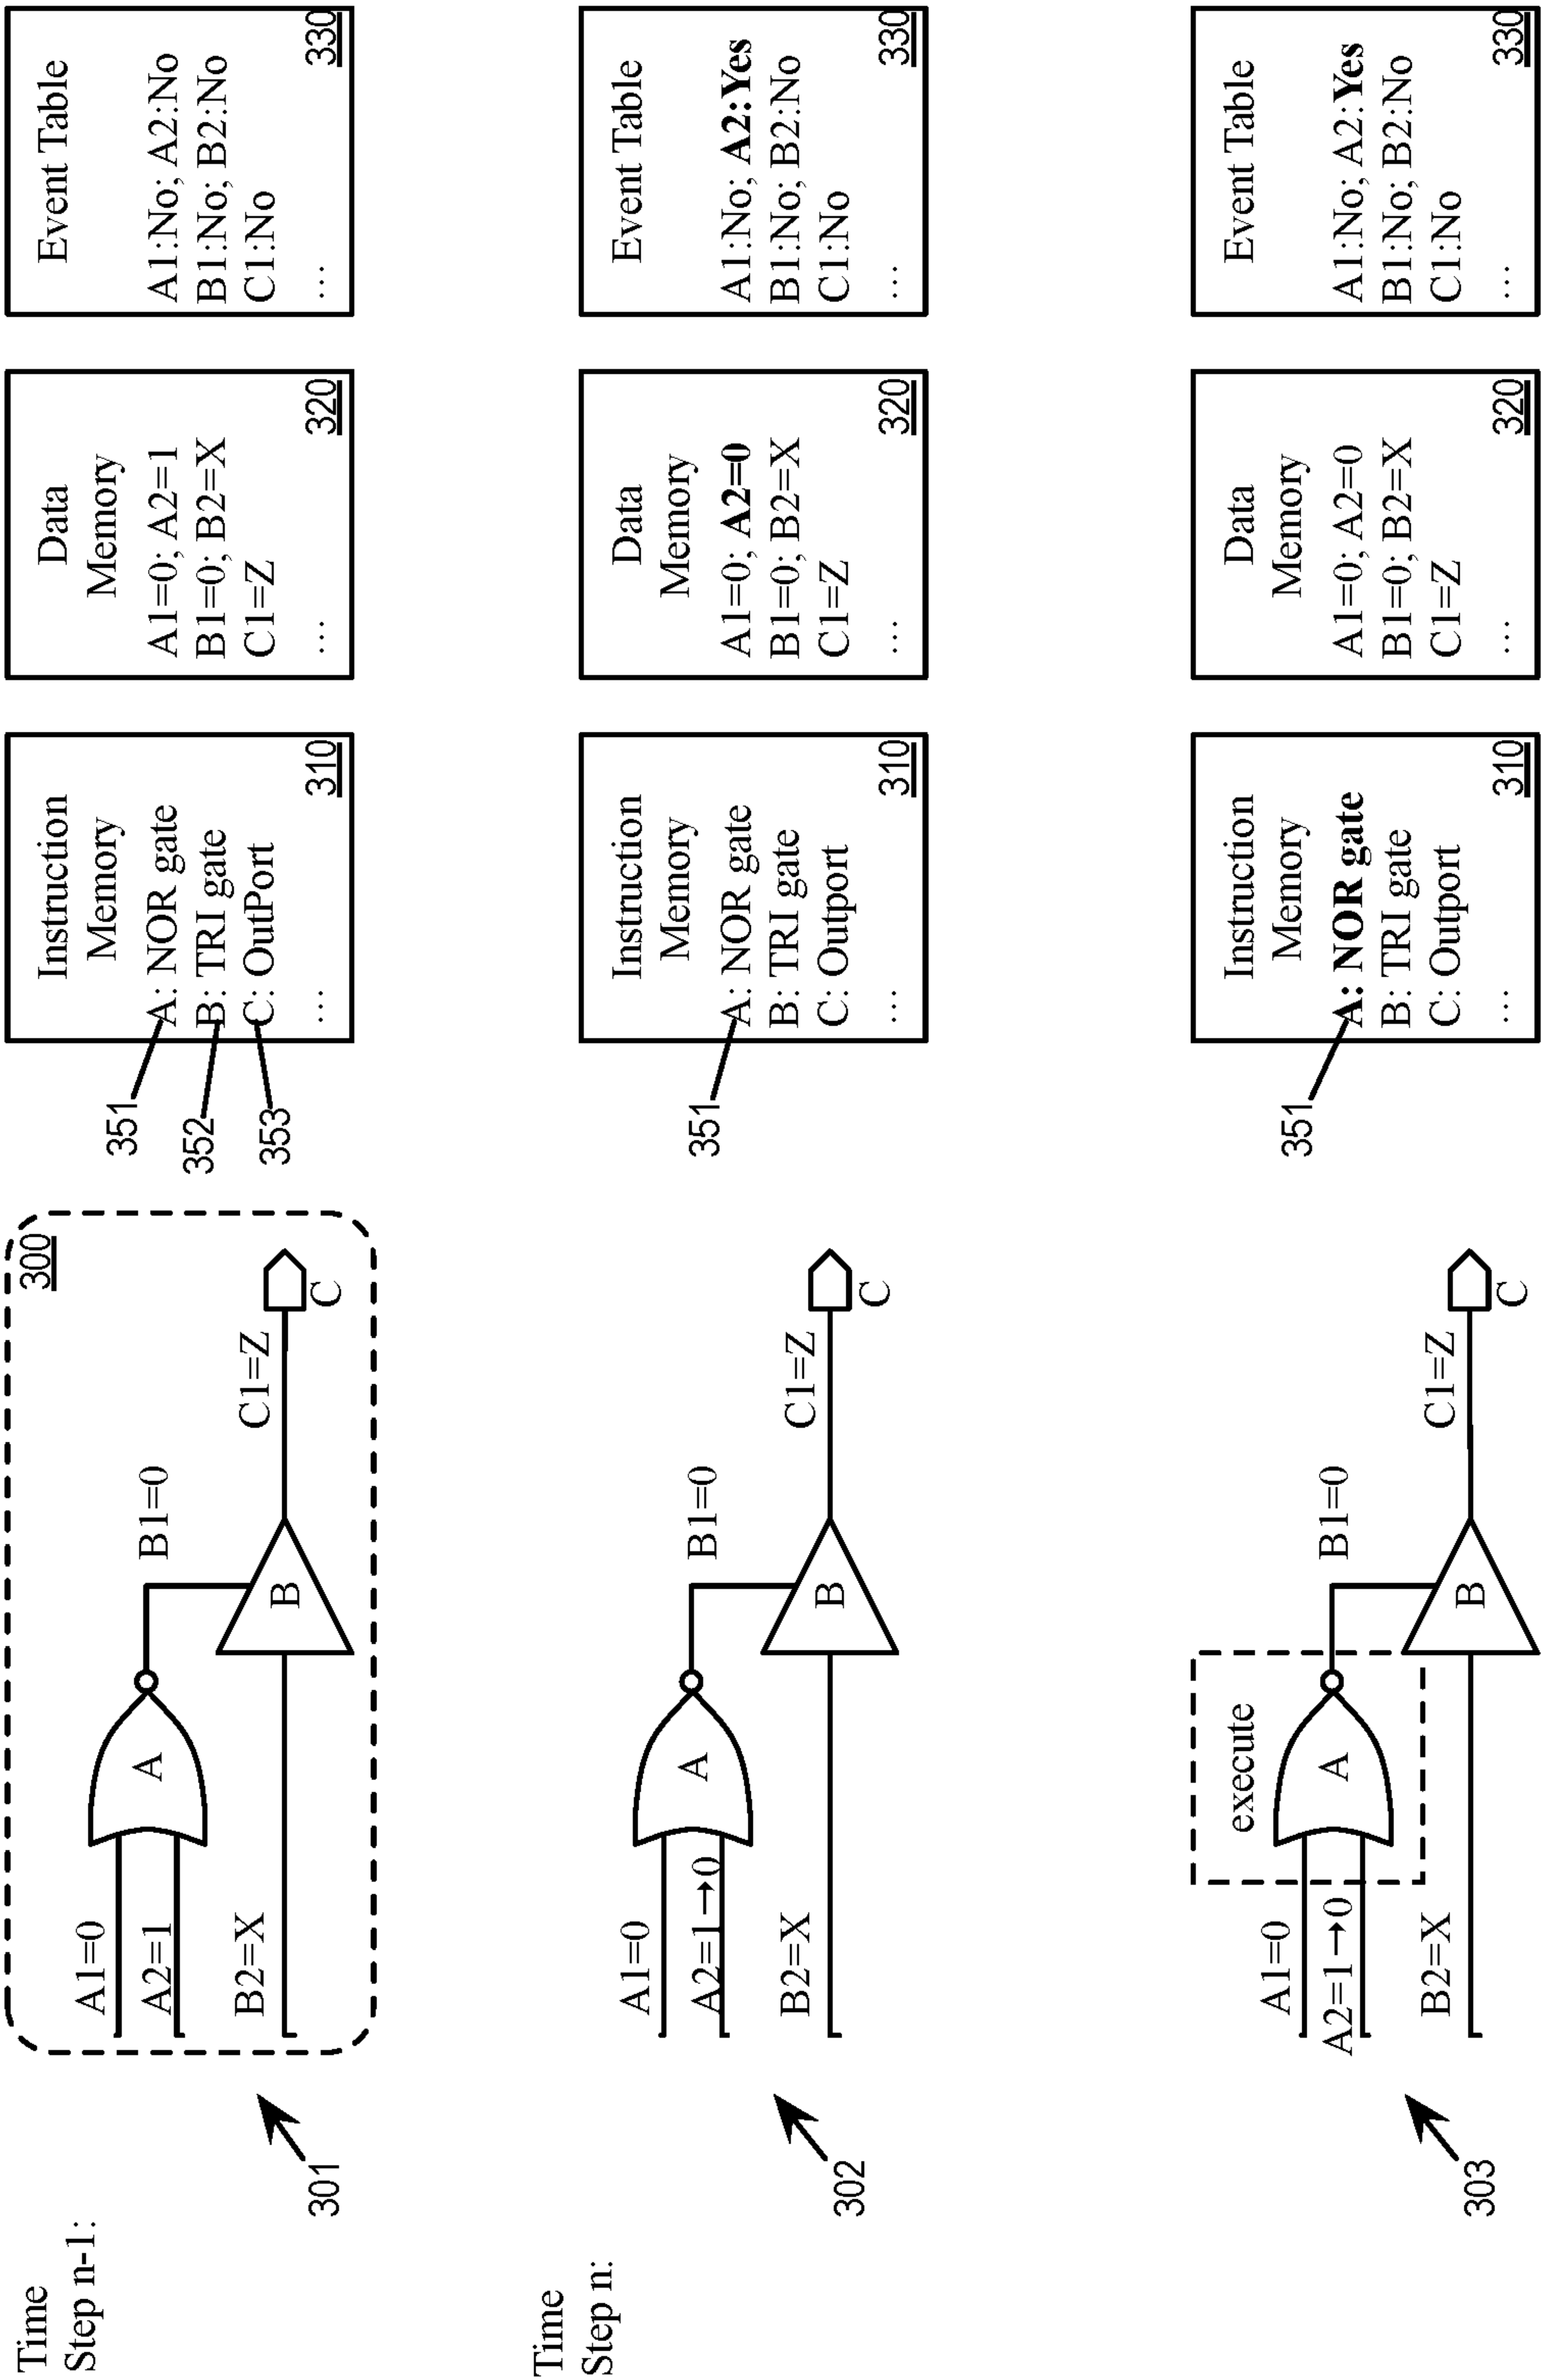 Time
Step n-1:
301
300
A1=0
A2=1
B2=X
A
B
B1=0
C1=Z
C
351
352
353
Instruction
Memory
A: NOR gate
B: TRI gate
C: OutPort
...
310
Data
Memory
A1=0; A2=1
B1=0; B2=X
C1=Z
...
320
Event Table
A1:No; A2:No
B1:No; B2:No
C1:No
...
330
Time
Step n:
302
A1=0
A2=1→0
B2=X
A
B
B1=0
C1=Z
C
351
Instruction
Memory
A: NOR gate
B: TRI gate
C: Outport
...
310
Data
Memory
A1=0; A2=0
B1=0; B2=X
C1=Z
...
320
Event Table
A1:No; A2:Yes
B1:No; B2:No
C1:No
...
330
303
execute
A1=0
A2=1→0
B2=X
A
B
B1=0
C1=Z
C
351
Instruction
Memory
A: NOR gate
B: TRI gate
C: Outport
...
310
Data
Memory
A1=0; A2=0
B1=0; B2=X
C1=Z
...
320
Event Table
A1:No; A2:Yes
B1:No; B2:No
C1:No
...
330